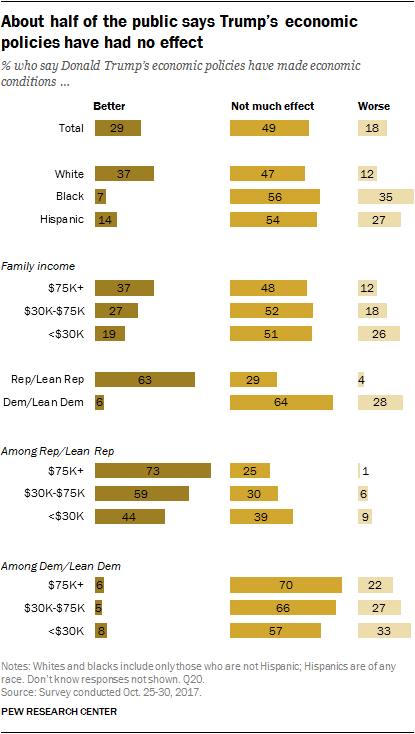 About half of the public says Trump's economic
policies have had no effect
% who say Donald Trump's economic policies have made economic
conditions ...
Better Not much effect Worse
Total 29 49 18
White 37 47 12
Black 7 56 35
Hispanic 14 54 27
Family income
$75K+ 37 48 12
$30K-$75K 27 52 18
<$30K 19 51 26
Rep/Lean Rep 63 29 4
Dem/Lean Dem 6 64 28
Among Rep/Lean Rep
$75K+ 73 25 1
$30K-$75K 59 30 6
<$30K 44 39 9
Among Dem/Lean Dem
$75K+ 6 70 22
$30K-$75K 5 66 27
<$30K 8 57 33
Notes: Whites and blacks include only those who are not Hispanic; Hispanics are of any
race. Don't know responses not shown. Q20.
Source: Survey conducted Oct. 25-30, 2017.
PEW RESEARCH CENTER